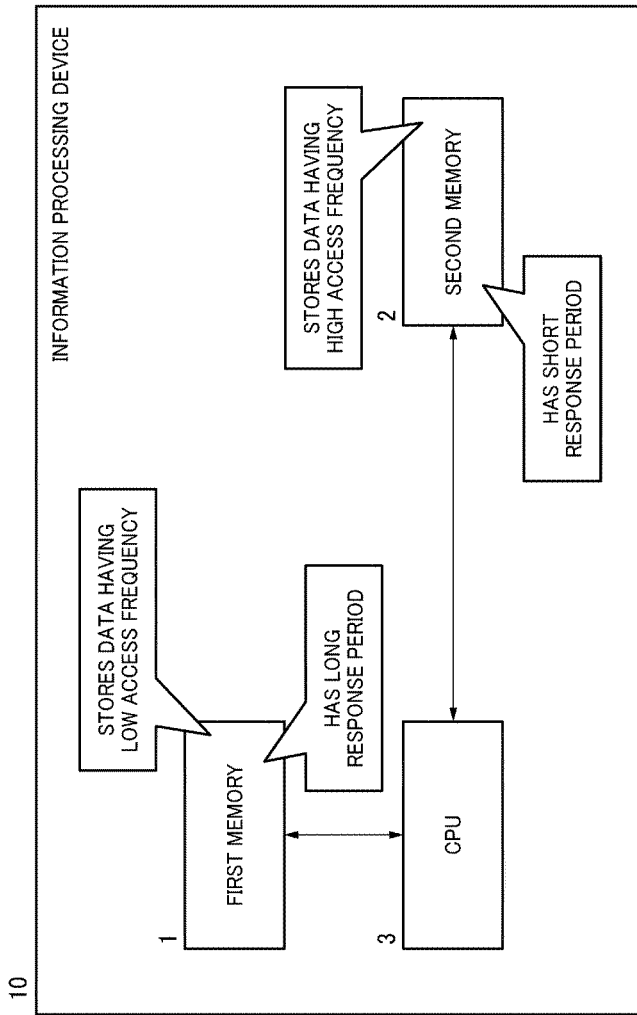 10
INFORMATION PROCESSING DEVICE
STORES DATA HAVING
LOW ACCESS FREQUENCY
1
FIRST MEMORY
HAS LONG
RESPONSE PERIOD
STORES DATA HAVING
HIGH ACCESS FREQUENCY
3
CPU
2
SECOND MEMORY
HAS SHORT
RESPONSE PERIOD